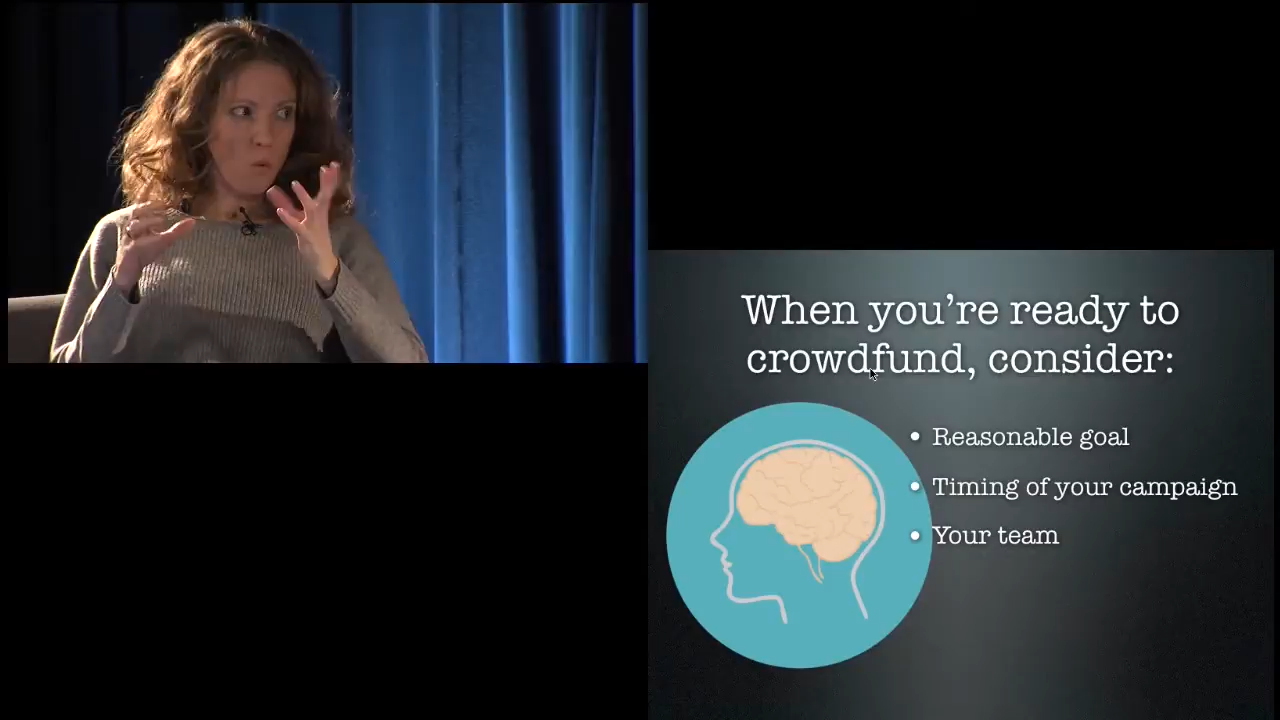 When you’re ready to
crowdfund, consider:
• Reasonable goal
• Timing of your campaign
• Your team